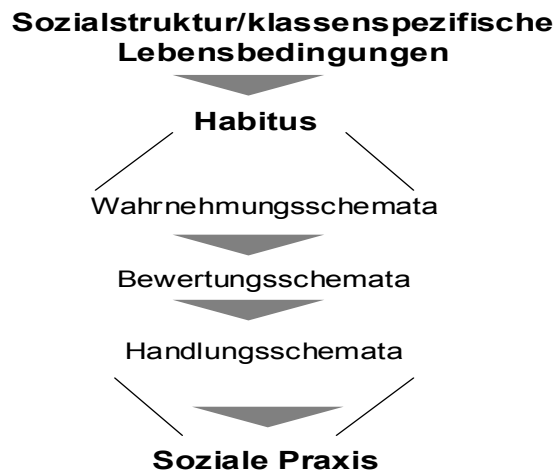 Sozialstruktur/klassenspezifische
Lebensbedingungen
Habitus
Wahrnehmungsschemata
Bewertungsschemata
Handlungsschemata
Soziale Praxis